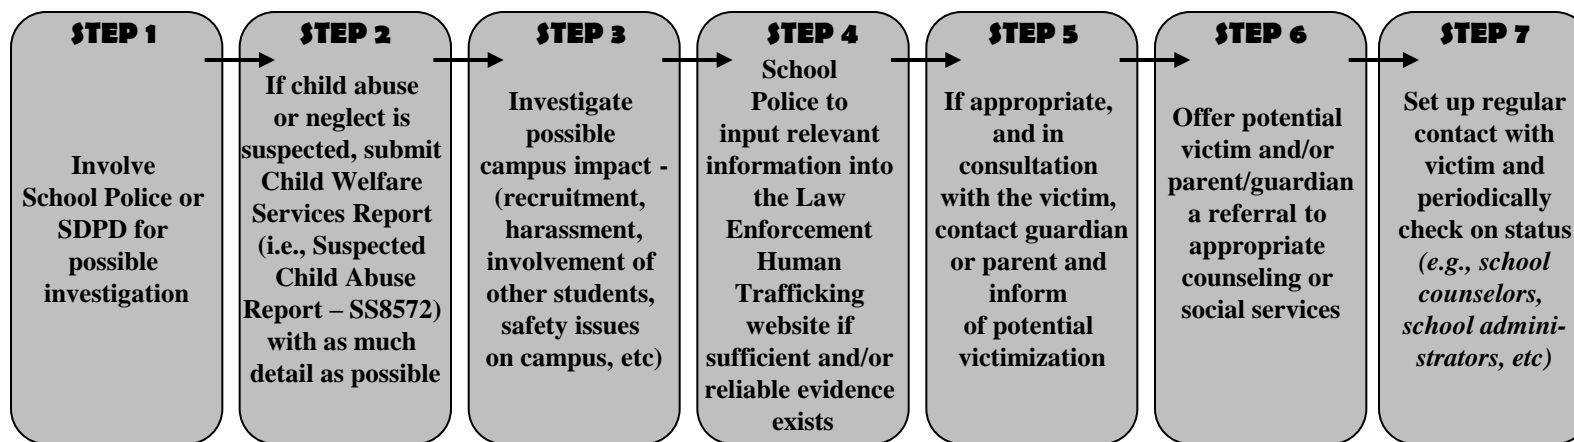 STEP 1
Involve
School Police or
SDPD for
possible
investigation
STEP 2
If child abuse
or neglect is
suspected, submit
Child Welfare
Services Report
(i.e., Suspected
Child Abuse
Report – SS8572)
with as much
detail as possible
STEP 3
Investigate
possible
campus impact -
(recruitment,
harassment,
involvement of
other students,
safety issues
on campus, etc)
STEP 4
School
Police to
input relevant
information into
the Law
Enforcement
Human
Trafficking
website if
sufficient and/or
reliable evidence
exists
STEP 5
If appropriate,
and in
consultation
with the victim,
contact guardian
or parent and
inform
of potential
victimization
STEP 6
Offer potential
victim and/or
parent/guardian
a referral to
appropriate
counseling or
social services
STEP 7
Set up regular
contact with
victim and
periodically
check on status
(e.g., school
counselors,
school admini-
strators, etc)